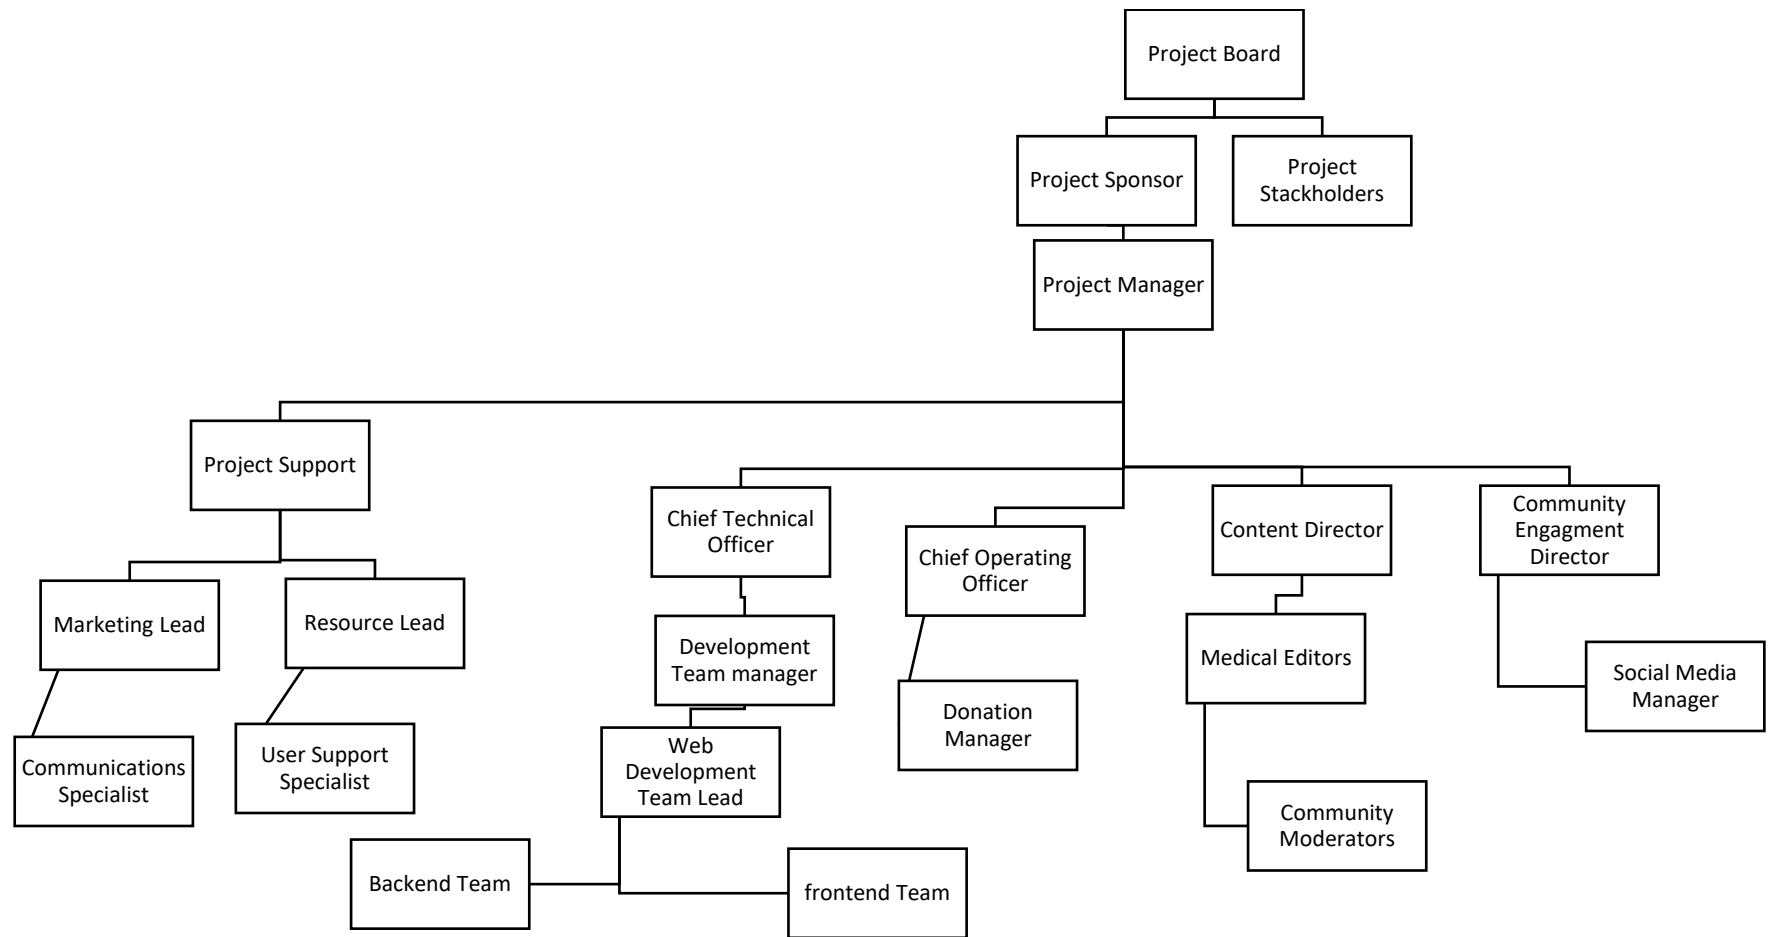 Project Board
Project Sponsor
Project
Stackholders
Project Manager
Project Support
Chief Technical
Officer
Chief Operating
Officer
Content Director
Community
Engagment
Director
Marketing Lead
Resource Lead
Development
Team manager
Medical Editors
Social Media
Manager
Communications
Specialist
User Support
Specialist
Web
Development
Team Lead
Donation
Manager
Community
Moderators
Backend Team
frontend Team